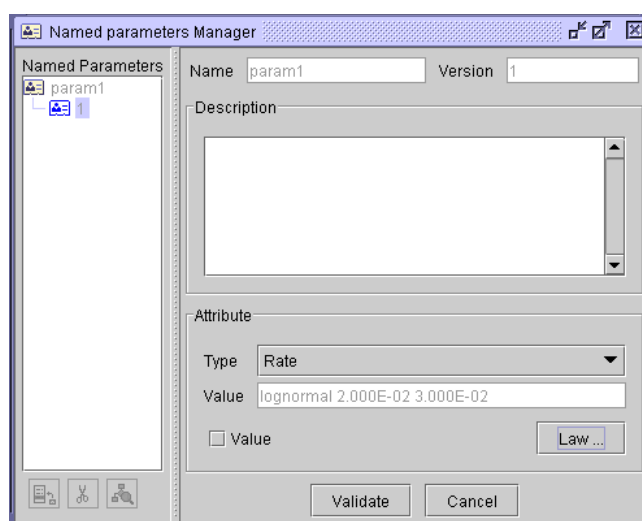 Named parameters Manager
Named Parameters
param1
1
Name param1 Version 1
Description
Attribute
Type Rate
Value lognormal 2.000E-02 3.000E-02
Value Law ...
Validate Cancel